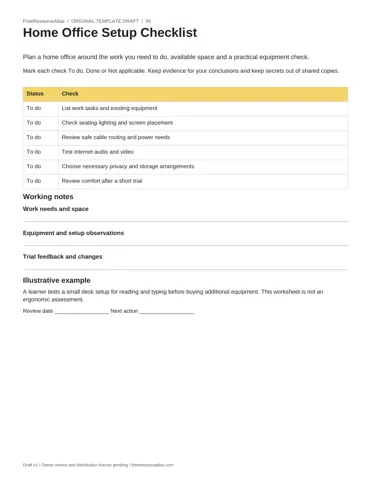 FreeResourceAtlas / ORIGINAL TEMPLATE DRAFT / 95
Home Office Setup Checklist
Plan a home office around the work you need to do, available space and a practical equipment check.
Mark each check To do, Done or Not applicable. Keep evidence for your conclusions and keep secrets out of shared copies.
Status Check
To do List work tasks and existing equipment
To do Check seating lighting and screen placement
To do Review safe cable routing and power needs
To do Test internet audio and video
To do Choose necessary privacy and storage arrangements
To do Review comfort after a short trial
Working notes
Work needs and space
Equipment and setup observations
Trial feedback and changes
Illustrative example
A learner tests a small desk setup for reading and typing before buying additional equipment. This worksheet is not an
ergonomic assessment.
Review date ____________________ Next action ____________________
Draft v1 / Owner review and distribution licence pending / freeresourceatlas.com